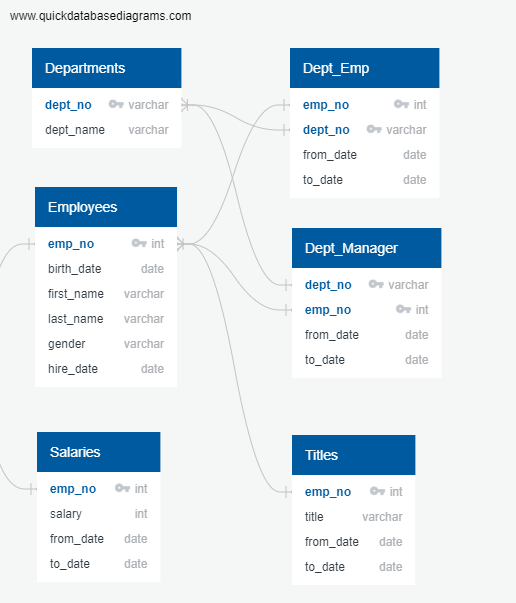 www.quickdatabasediagrams.com
Departments
dept_no varchar
dept_name varchar
Dept_Emp
emp_no int
dept_no varchar
from_date date
to_date date
Employees
emp_no int
birth_date date
first_name varchar
last_name varchar
gender varchar
hire_date date
Dept_Manager
dept_no varchar
emp_no int
from_date date
to_date date
Salaries
emp_no int
salary int
from_date date
to_date date
Titles
emp_no int
title varchar
from_date date
to_date date